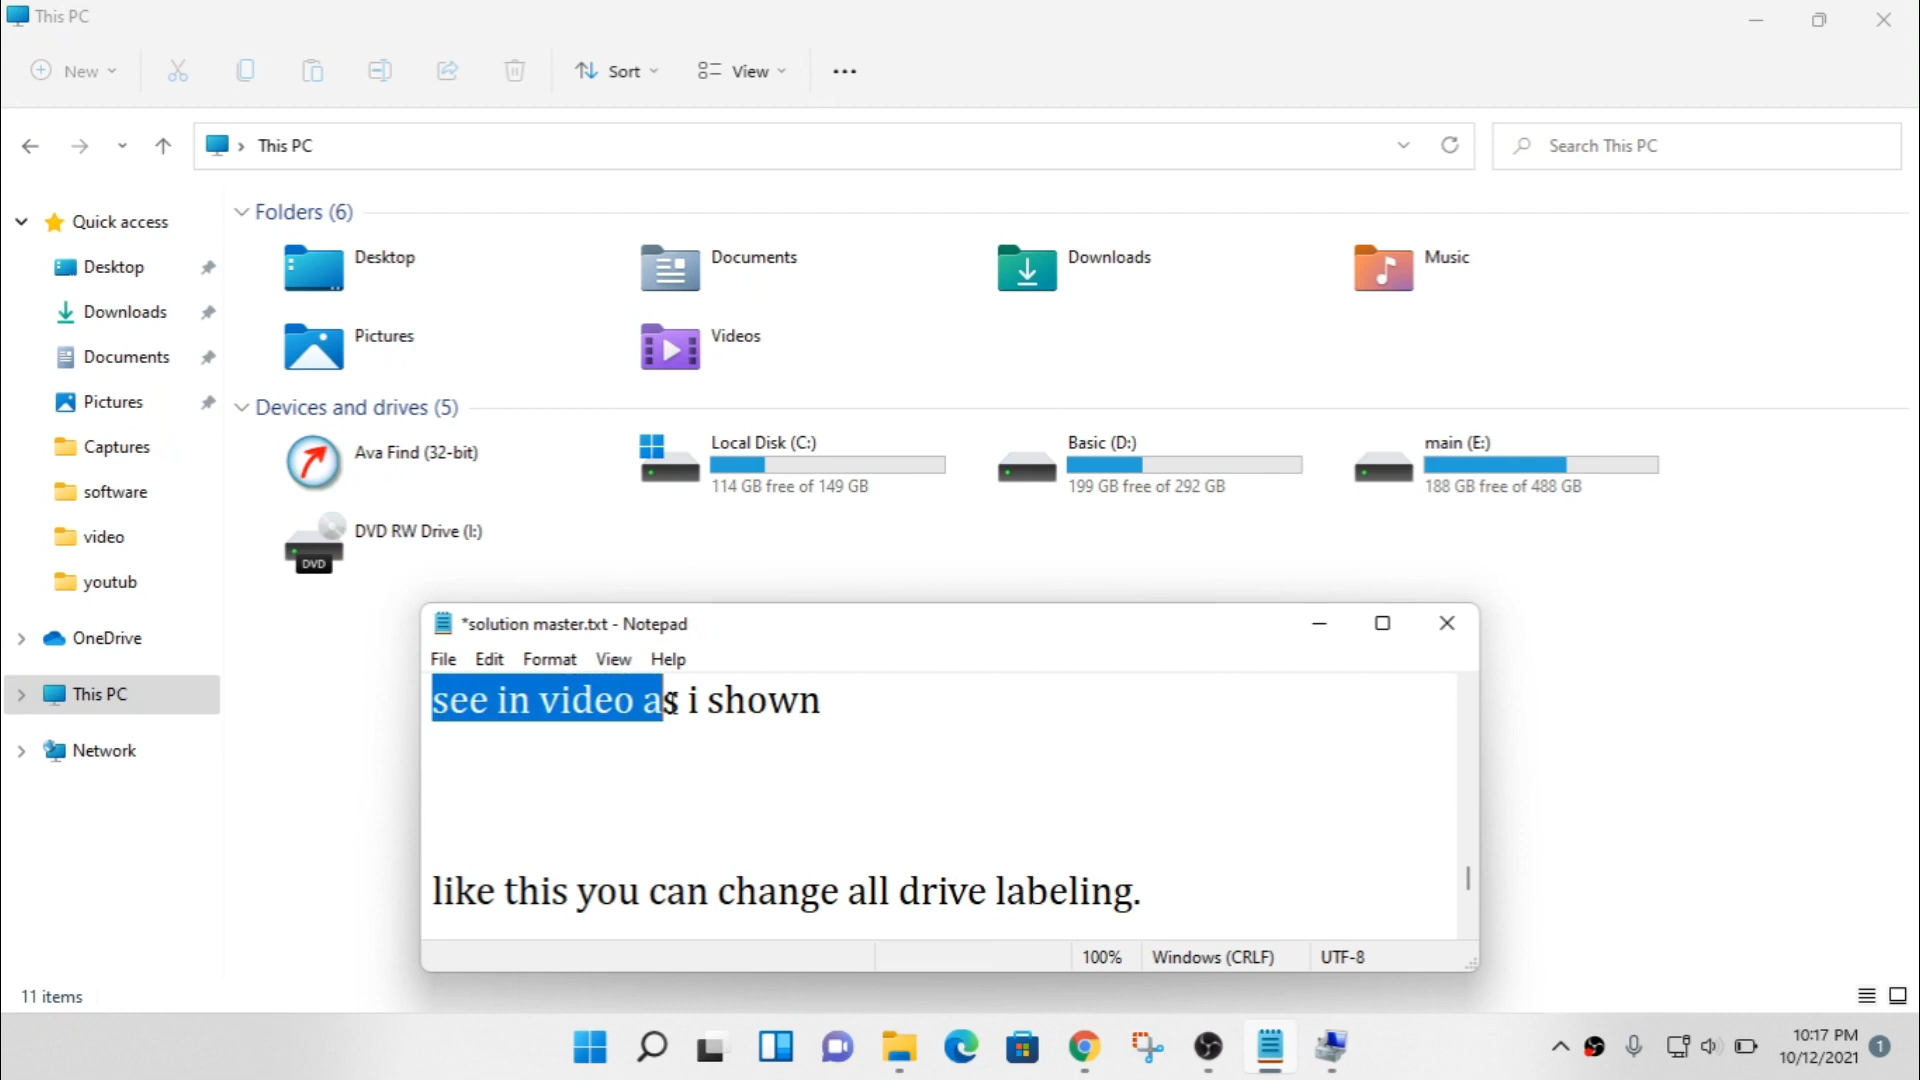 This PC
New
Sort
View
This PC
Search This PC
Quick access
Desktop
Downloads
Documents
Pictures
Captures
software
video
youtub
OneDrive
This PC
Network
Folders (6)
Desktop
Documents
Downloads
Music
Pictures
Videos
Devices and drives (5)
Ava Find (32-bit)
Local Disk (C:)
114 GB free of 149 GB
Basic (D:)
199 GB free of 292 GB
main (E:)
188 GB free of 488 GB
DVD RW Drive (I:)
DVD
*solution master.txt - Notepad
File Edit Format View Help
see in video as i shown
like this you can change all drive labeling.
100% Windows (CRLF) UTF-8
11 items
10:17 PM
10/12/2021
1